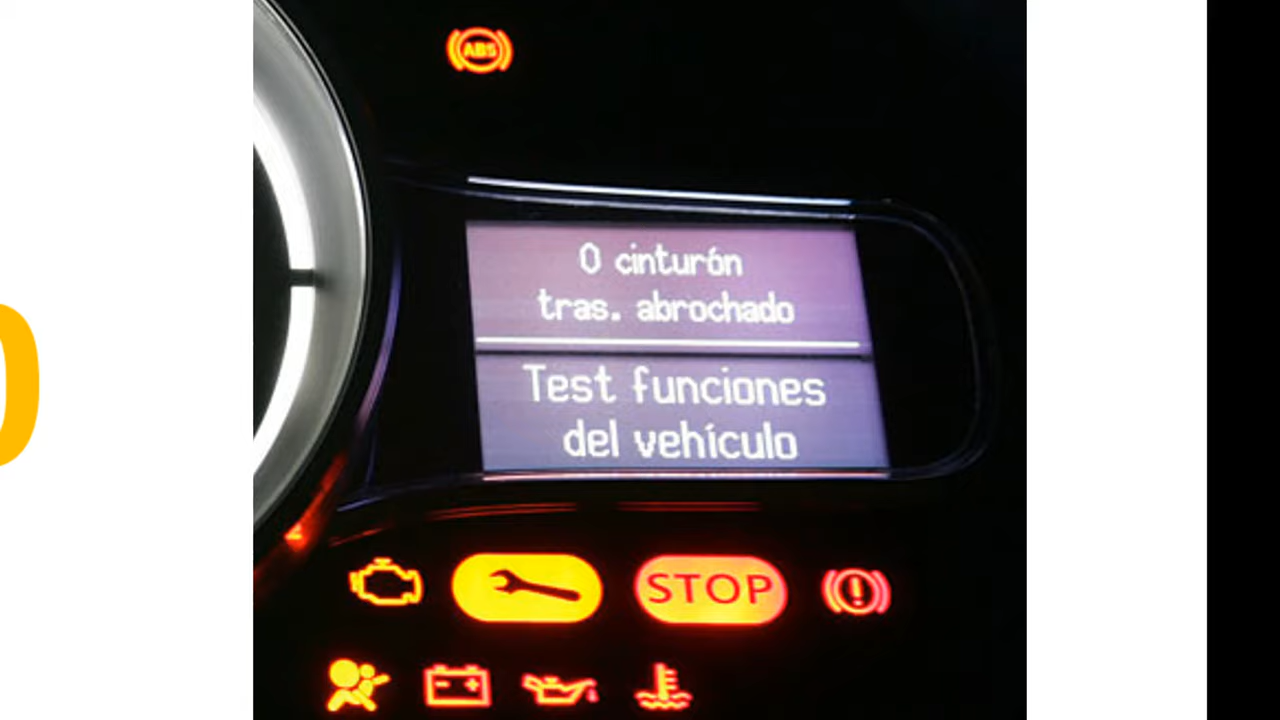 ABS
0 cinturón
tras. abrochado
Test funciones
del vehículo
STOP